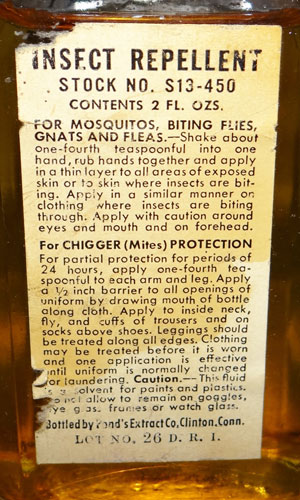 INSECT REPELLENT
STOCK NO. S13-450
CONTENTS 2 FL. OZS.
FOR MOSQUITOS, BITING FLIES,
GNATS AND FLEAS.—Shake about
one-fourth teaspoonful into one
hand, rub hands together and apply
in a thin layer to all areas of exposed
skin or to skin where insects are bit-
ing. Apply in a similar manner on
clothing where insects are biting
through. Apply with caution around
eyes and mouth and on forehead.
For CHIGGER (Mites) PROTECTION
For partial protection for periods of
24 hours, apply one-fourth tea-
spoonful to each arm and leg. Apply
a ½ inch barrier to all openings of
uniform by drawing mouth of bottle
along cloth. Apply to inside neck,
fly, and cuffs of trousers and on
socks above shoes. Leggings should
be treated along all edges. Clothing
may be treated before it is worn
and one application is effective
until uniform is normally changed
for laundering. Caution.—This fluid
is a solvent for paints and plastics.
Do not allow to remain on goggles,
eye glass frames or watch glass.
Bottled by Pond's Extract Co., Clinton, Conn.
LOT NO. 26 D. R. I.